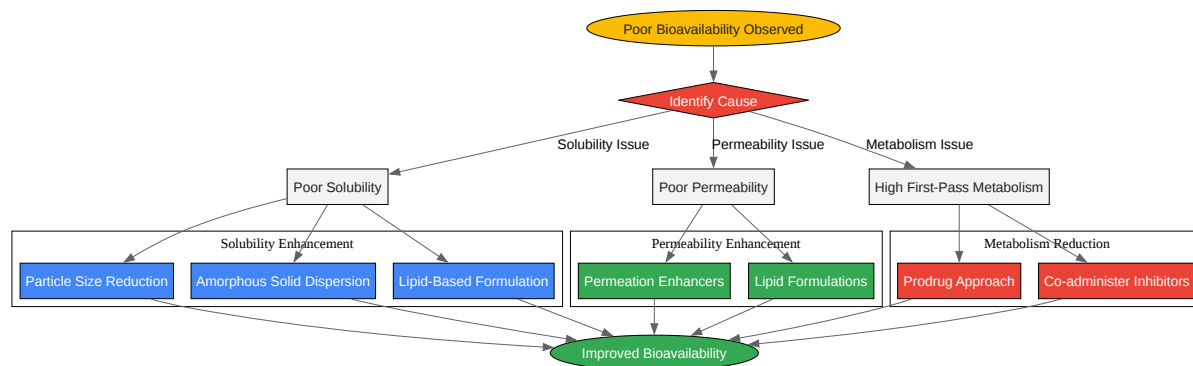 Poor Bioavailability Observed
Identify Cause
Solubility Issue
Permeability Issue
Metabolism Issue
Poor Solubility
Poor Permeability
High First-Pass Metabolism
Solubility Enhancement
Permeability Enhancement
Metabolism Reduction
Particle Size Reduction
Amorphous Solid Dispersion
Lipid-Based Formulation
Permeation Enhancers
Lipid Formulations
Prodrug Approach
Co-administer Inhibitors
Improved Bioavailability